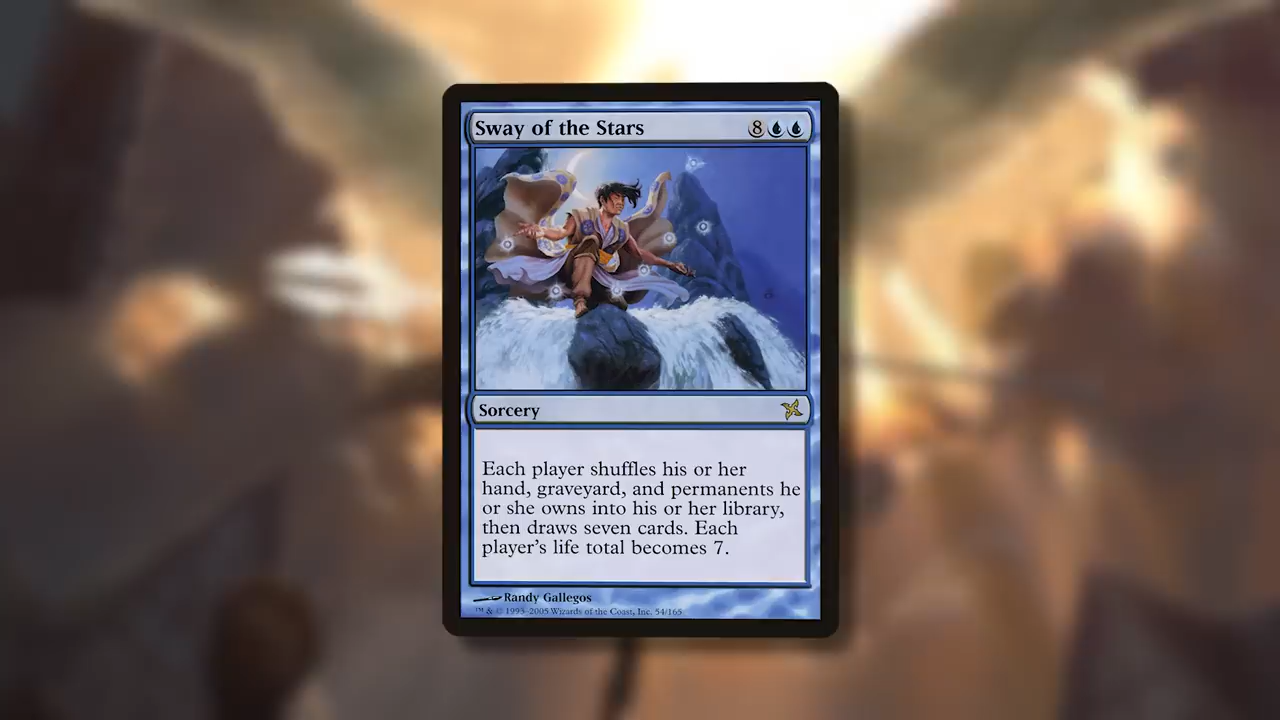 Sway of the Stars 8
Sorcery
Each player shuffles his or her
hand, graveyard, and permanents he
or she owns into his or her library,
then draws seven cards. Each
player's life total becomes 7.
Randy Gallegos
™ & © 1993–2005 Wizards of the Coast, Inc. 54/165